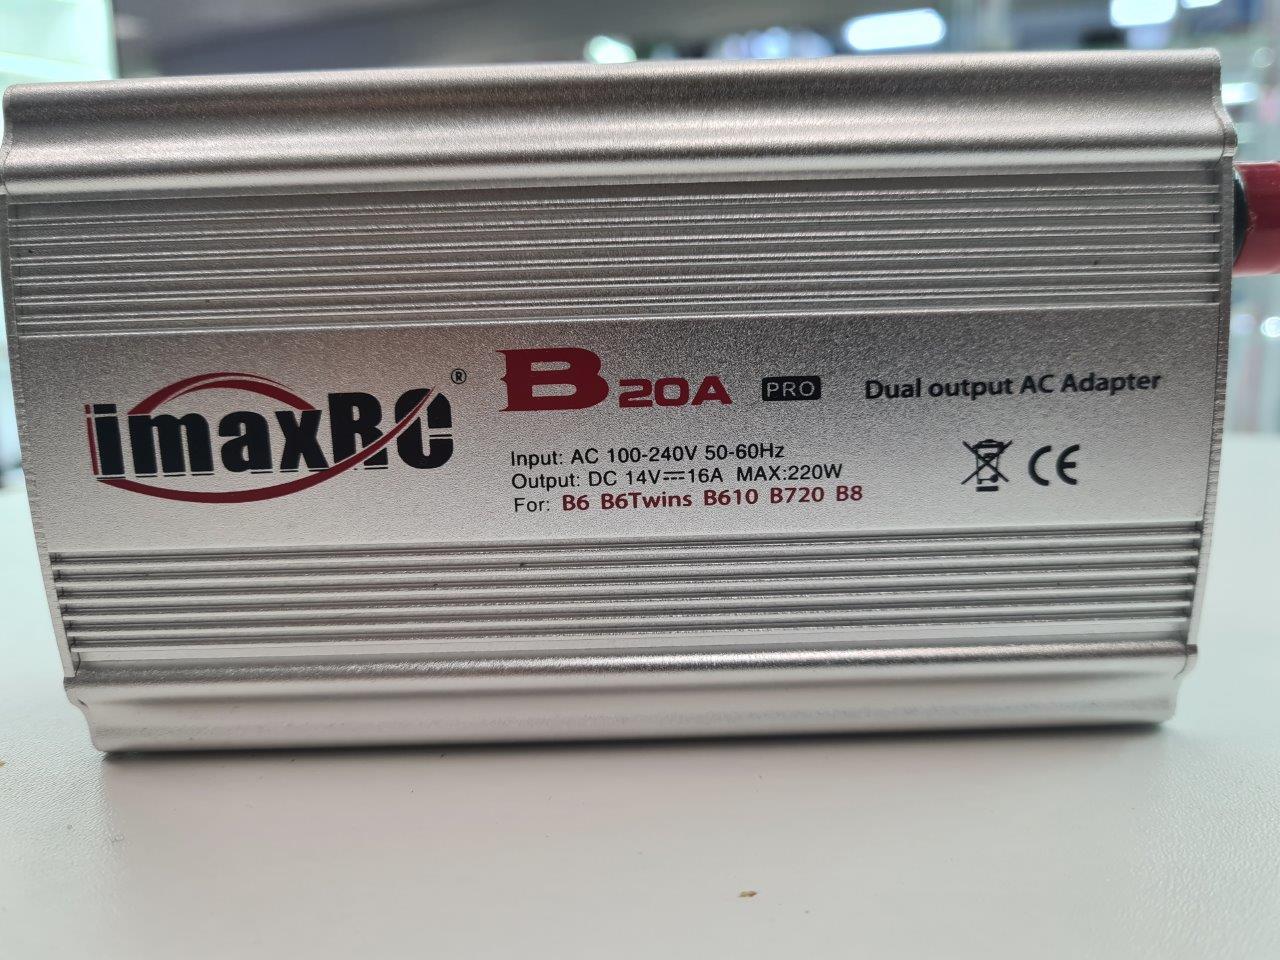 imaxRC®
B20A PRO Dual output AC Adapter
Input: AC 100-240V 50-60Hz
Output: DC 14V⎓16A MAX:220W
For: B6 B6Twins B610 B720 B8
CE